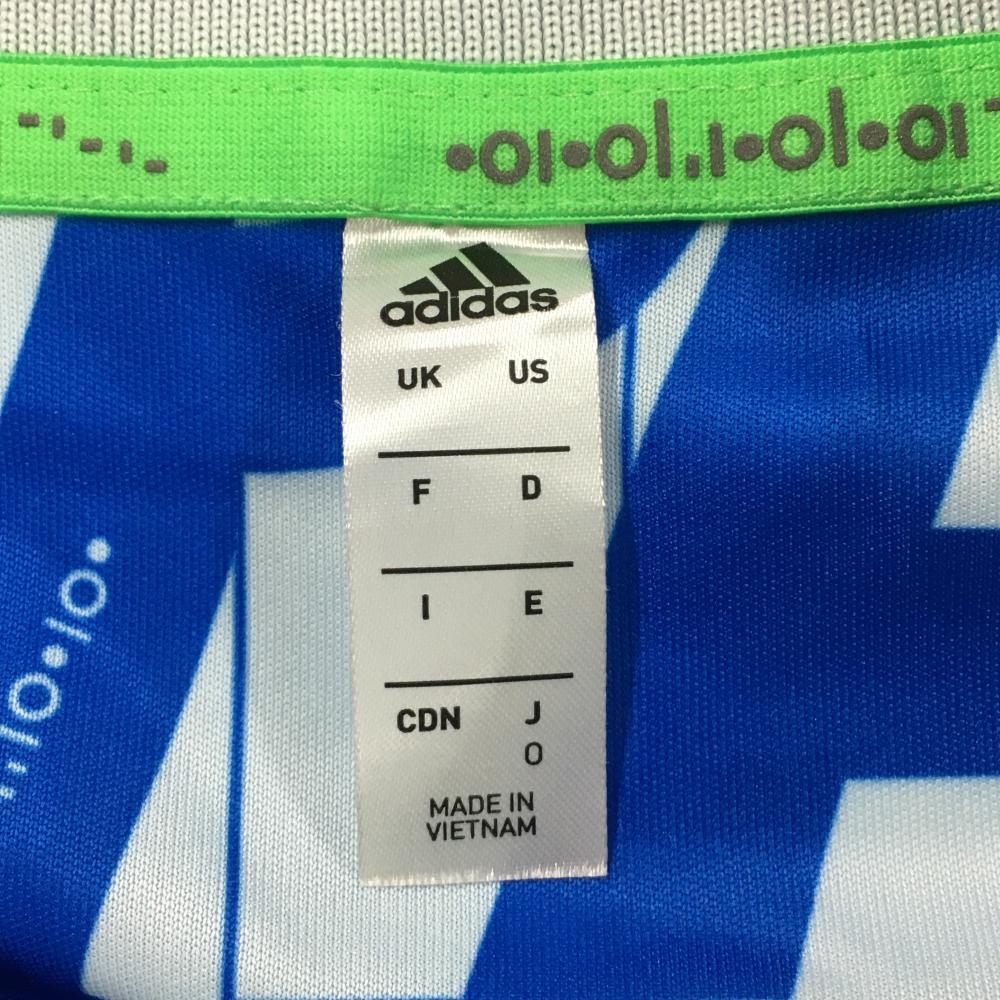 adidas
UK US
F D
I E
CDN J
O
MADE IN
VIETNAM